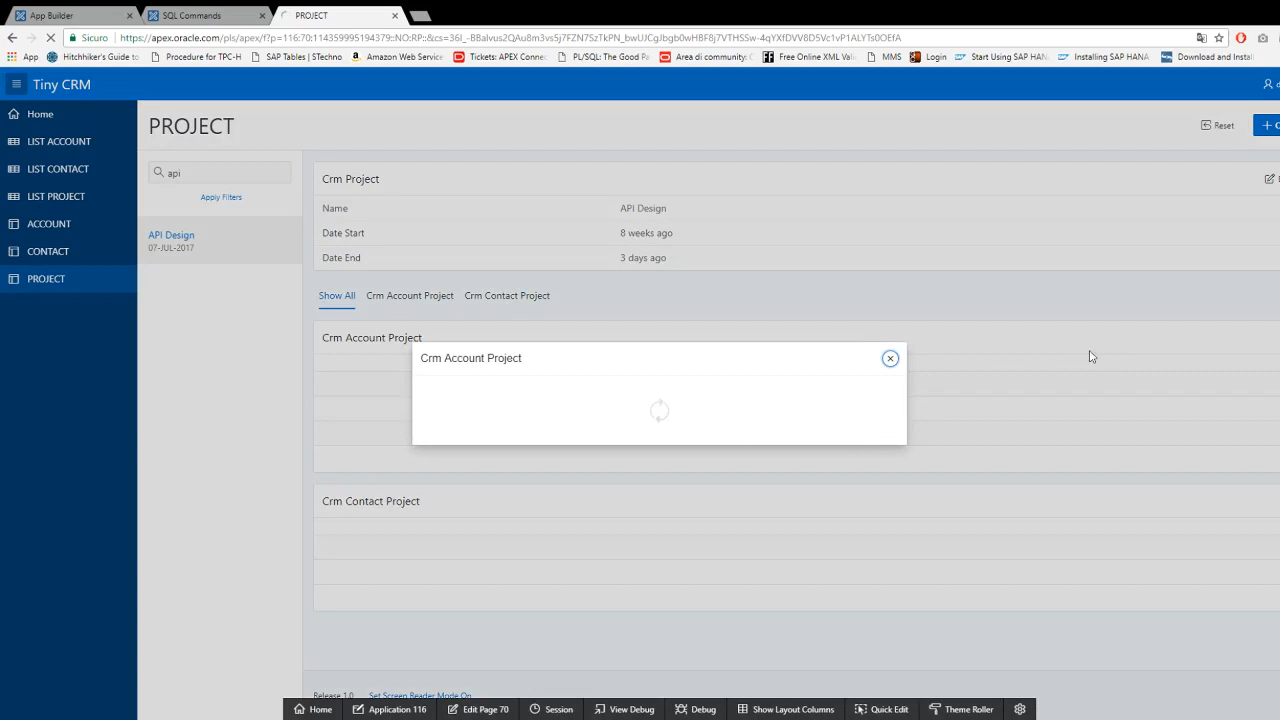 App Builder
SQL Commands
PROJECT
Sicuro
https://apex.oracle.com/pls/apex/f?p=116:70:114359995194379::NO:RP::&cs=36I_-BBalvus2QAu8m3vs5j7FZN7SzTkPN_bwUJCgJbgb0wHBF8J7VTHSSw-4qYXfDVV8D5Vc1vP1ALYTs0OEfA
App
Hitchhiker's Guide to
Procedure for TPC-H
SAP Tables | STechno
Amazon Web Service
Tickets: APEX Connec
PL/SQL: The Good Pa
Area di community: C
Free Online XML Vali
MMS
Login
Start Using SAP HAN
Installing SAP HANA
Download and Install
Tiny CRM
Home
LIST ACCOUNT
LIST CONTACT
LIST PROJECT
ACCOUNT
CONTACT
PROJECT
PROJECT
Reset
api
Apply Filters
API Design
07-JUL-2017
Crm Project
Name API Design
Date Start 8 weeks ago
Date End 3 days ago
Show All Crm Account Project Crm Contact Project
Crm Account Project
Crm Account Project
Crm Contact Project
Release 1.0 Set Screen Reader Mode On
Home Application 116 Edit Page 70 Session View Debug Debug Show Layout Columns Quick Edit Theme Roller